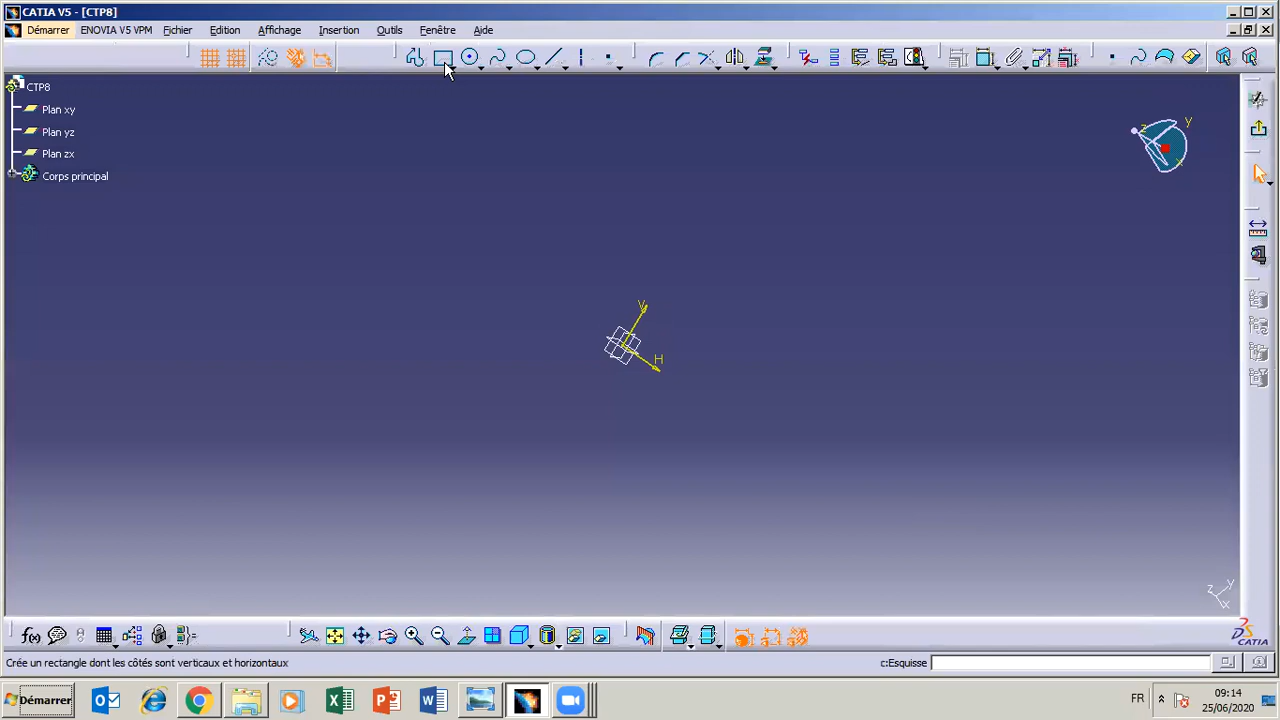 CATIA V5 - [CTP8]
Démarrer ENOVIA V5 VPM Fichier Edition Affichage Insertion Outils Fenêtre Aide
CTP8
Plan xy
Plan yz
Plan zx
Corps principal
y
z
x
V
H
z y
x
f(x)
CATIA
Crée un rectangle dont les côtés sont verticaux et horizontaux
c:Esquisse
Démarrer
FR
09:14
25/06/2020